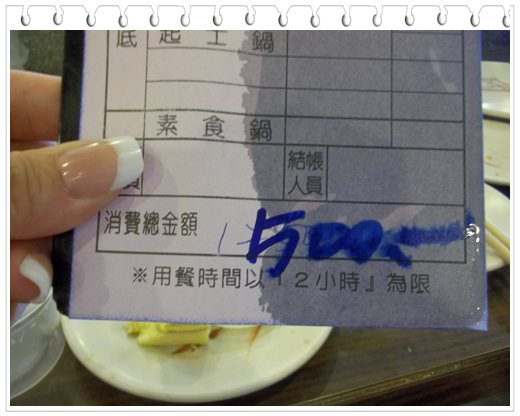 底 起士鍋
素食鍋
員 結帳人員
消費總金額 1500.-
※用餐時間以『2小時』為限